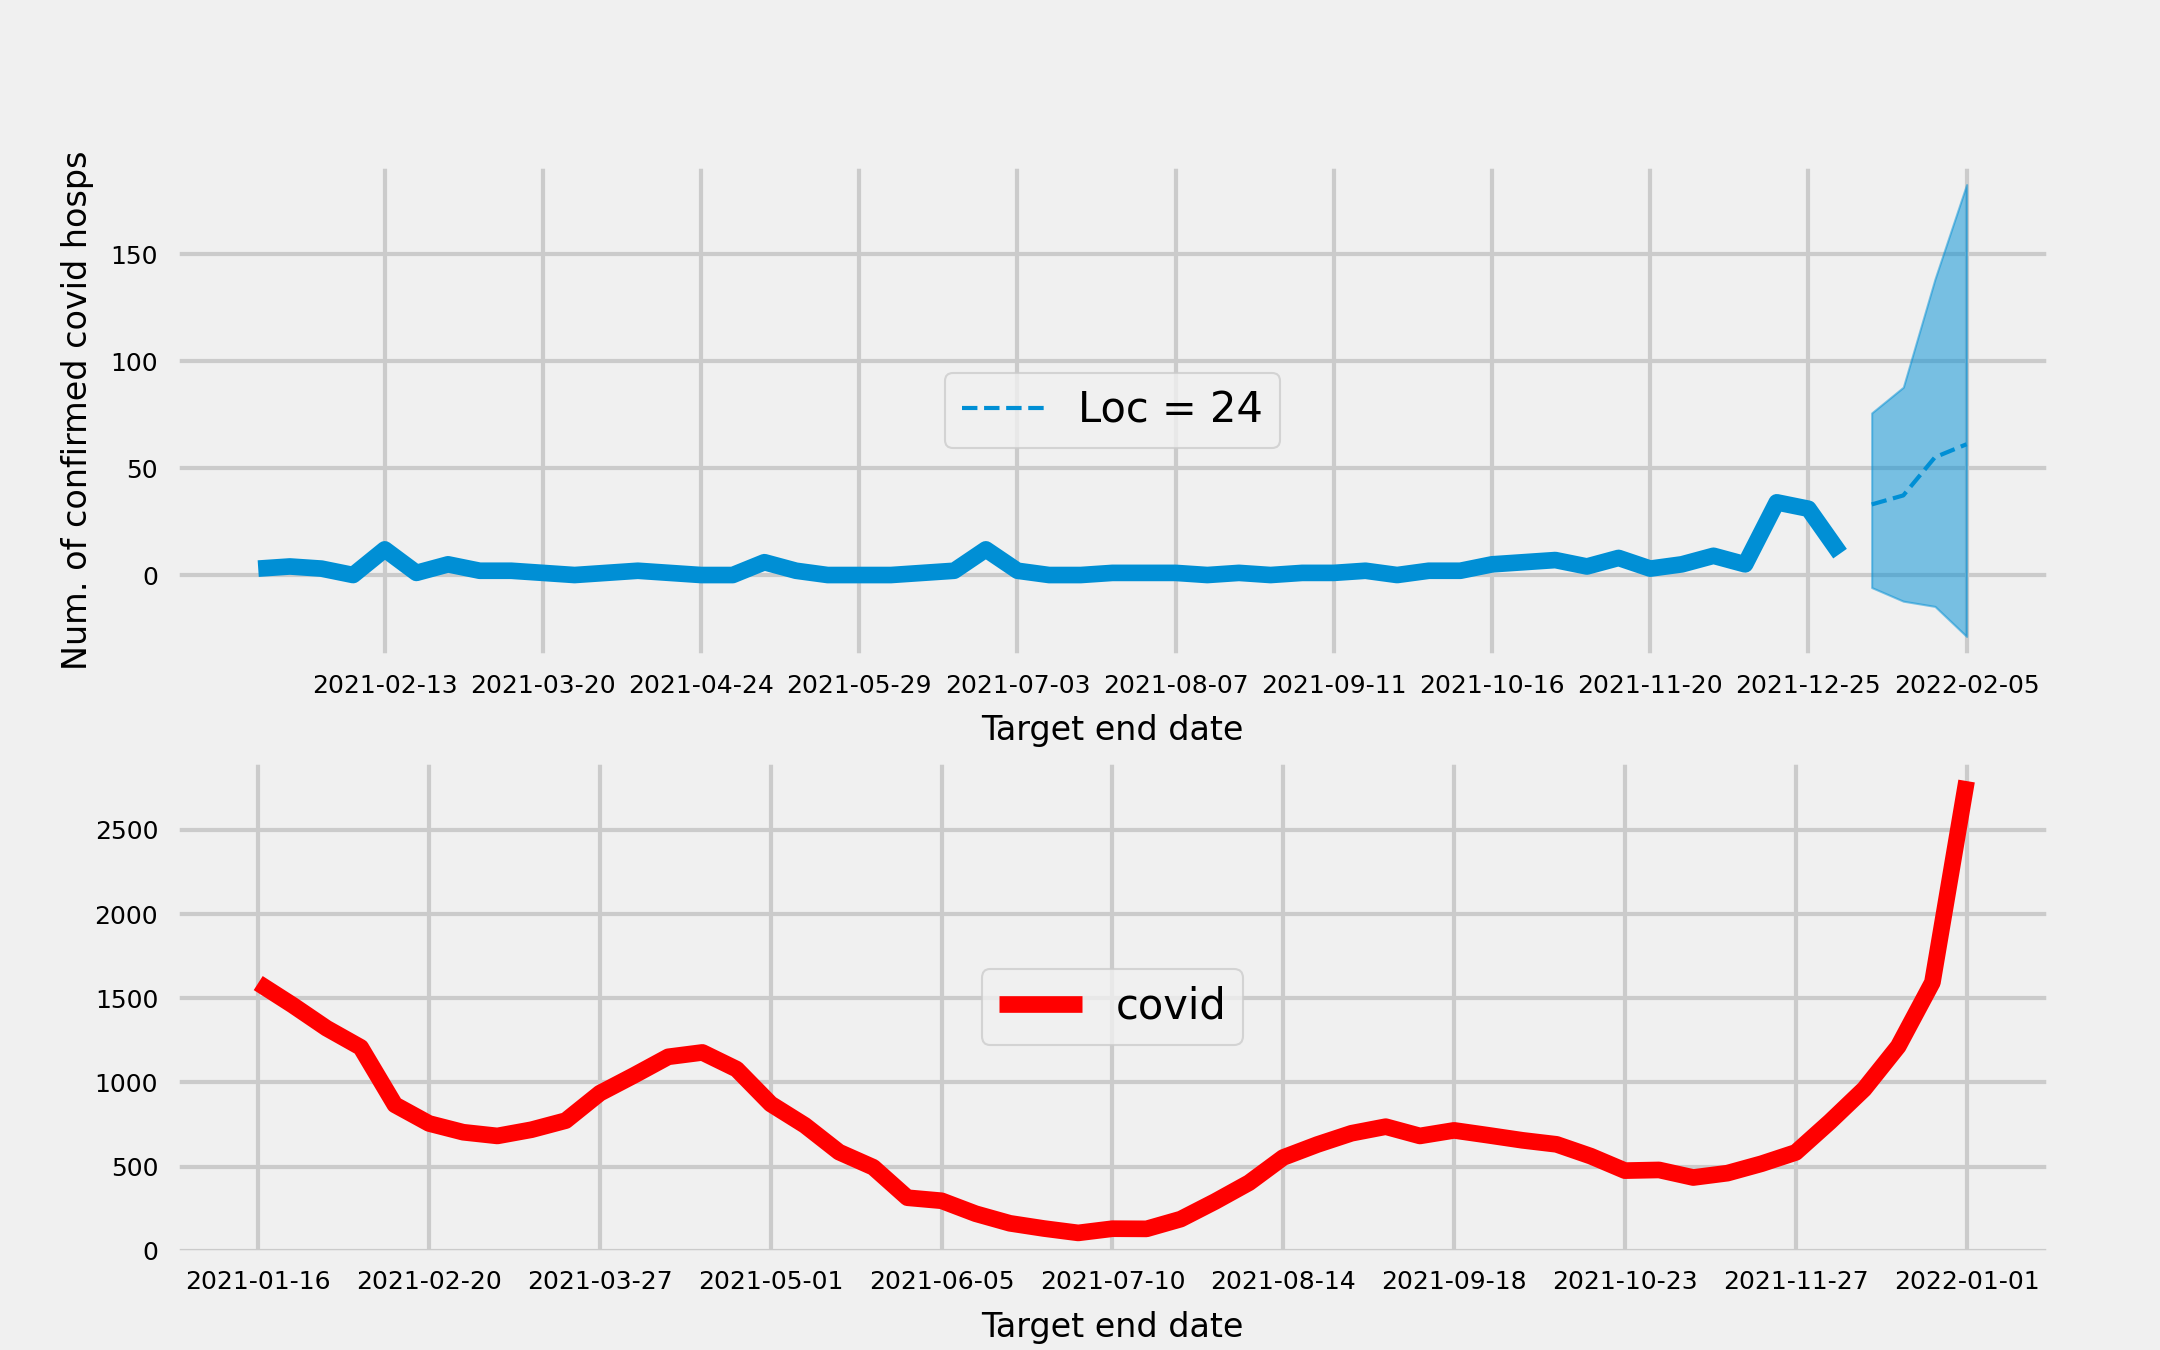 Num. of confirmed covid hosps
150
100
50
0
Loc = 24
2021-02-13 2021-03-20 2021-04-24 2021-05-29 2021-07-03 2021-08-07 2021-09-11 2021-10-16 2021-11-20 2021-12-25 2022-02-05
Target end date
2500
2000
1500
1000
500
0
covid
2021-01-16 2021-02-20 2021-03-27 2021-05-01 2021-06-05 2021-07-10 2021-08-14 2021-09-18 2021-10-23 2021-11-27 2022-01-01
Target end date